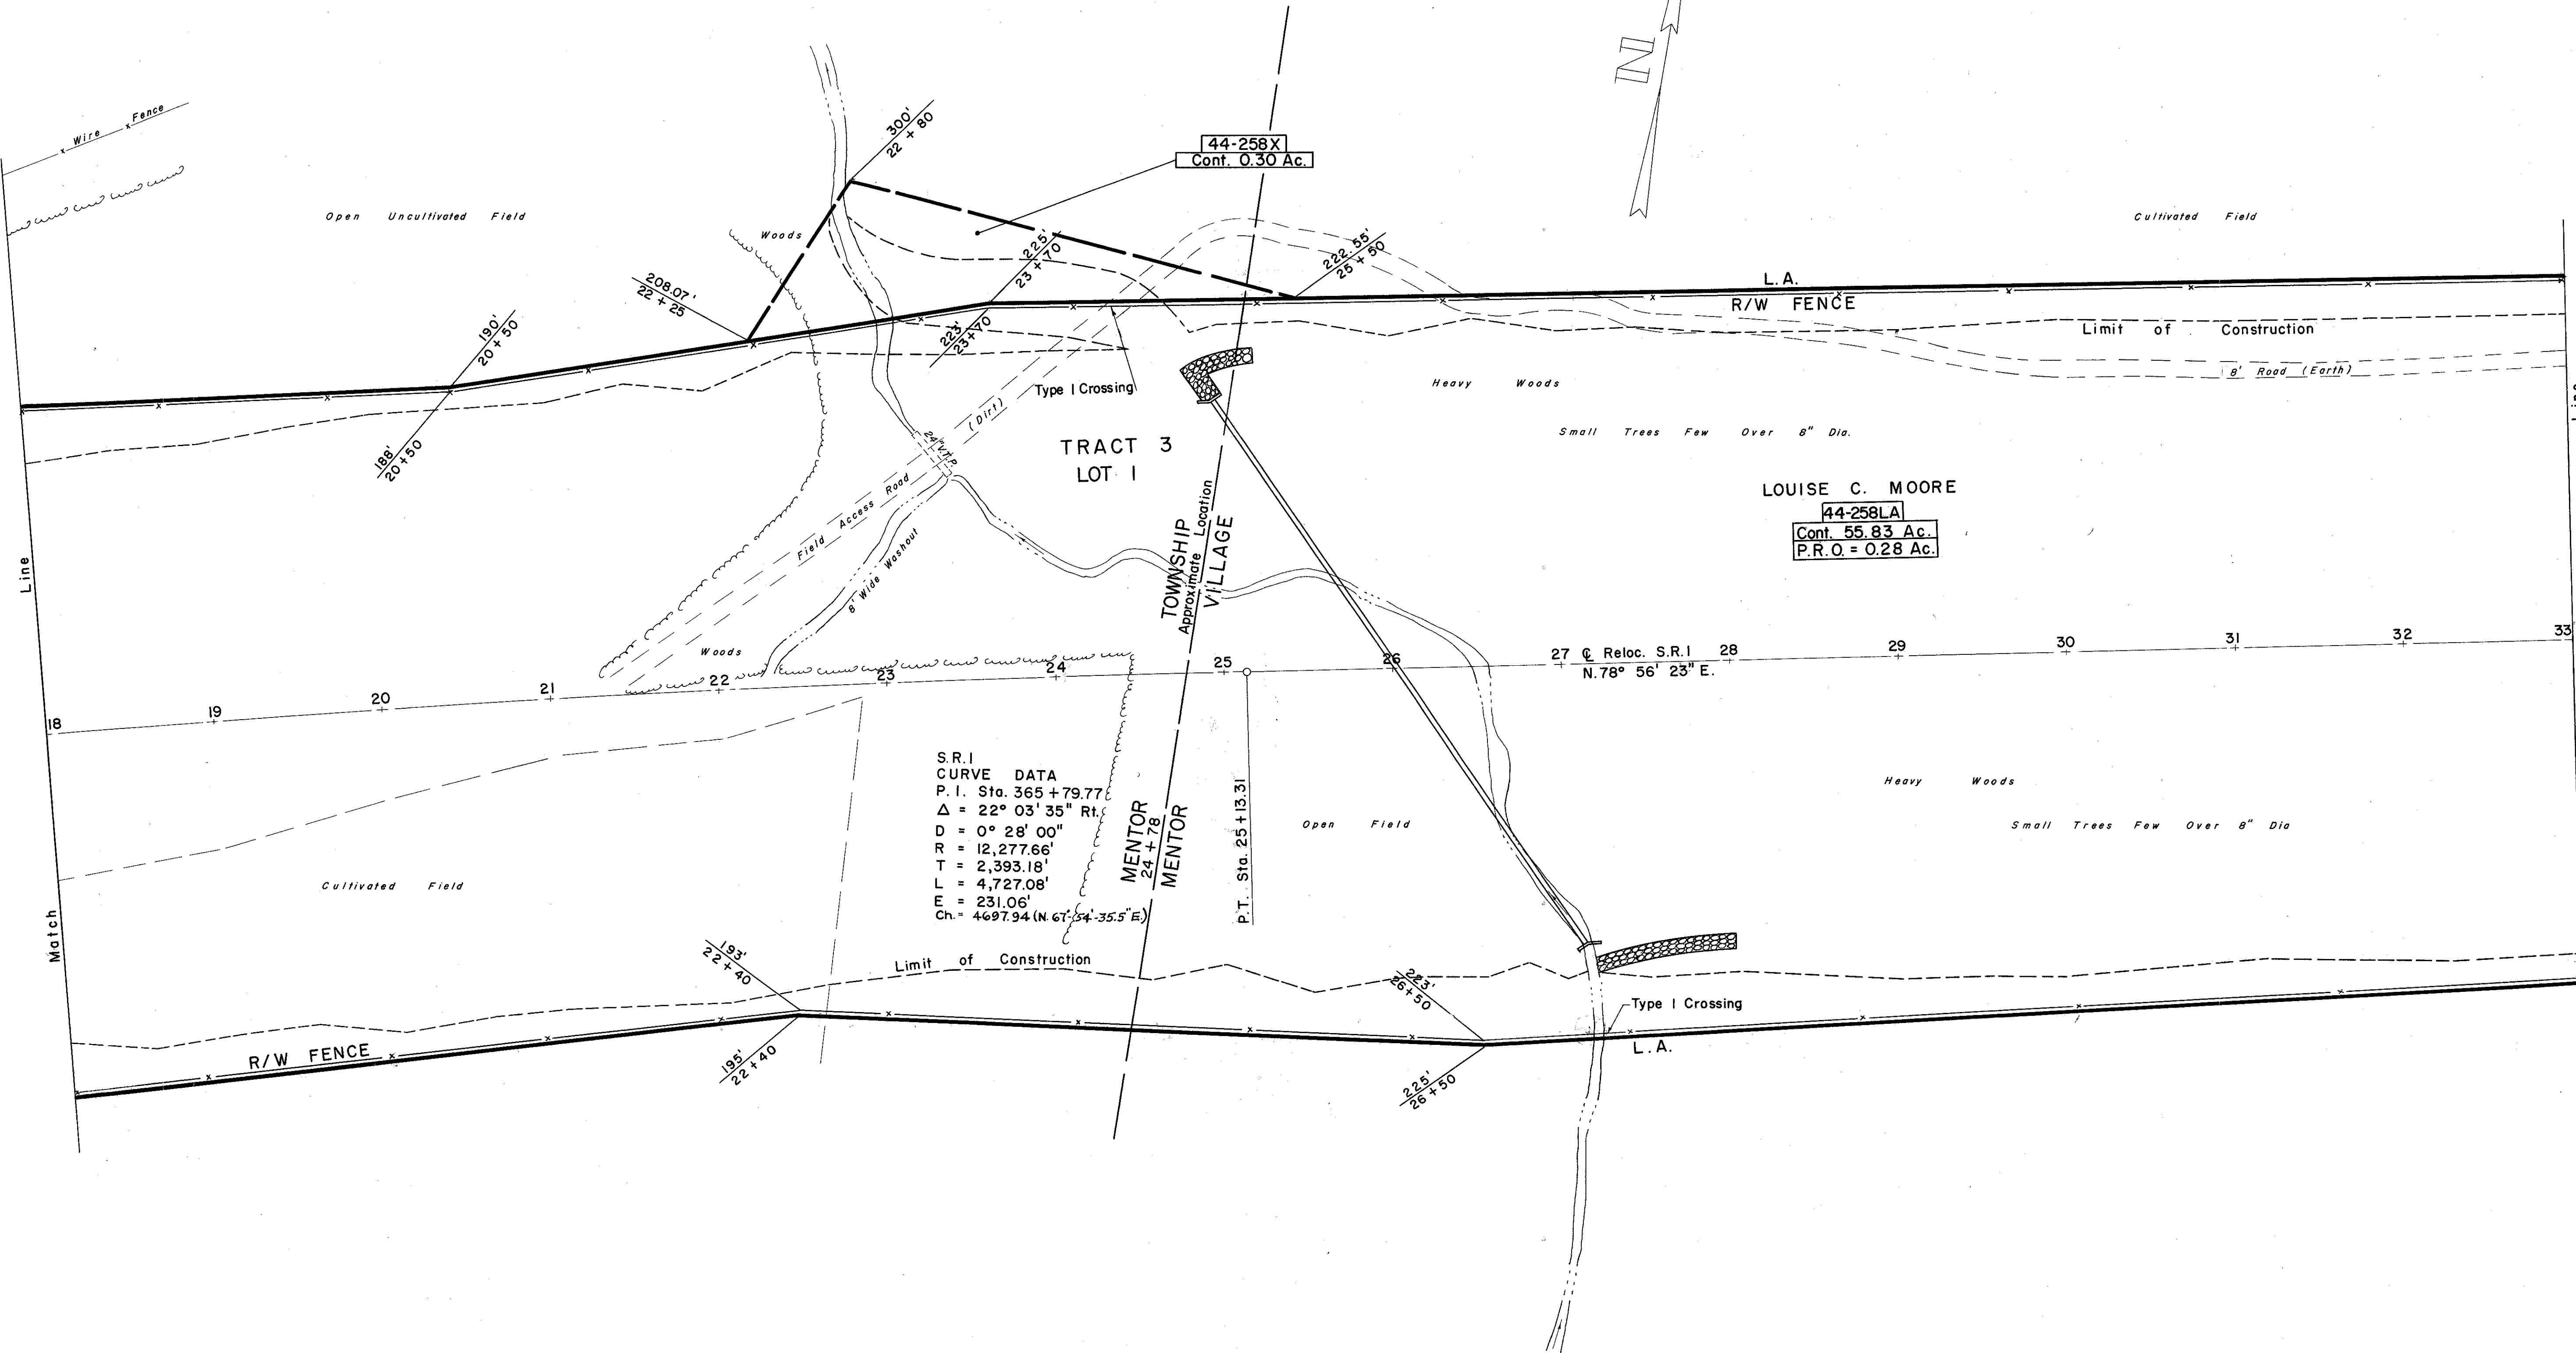 N
Wire Fence
300'
22 + 80
44-258X
Cont. 0.30 Ac.
Open Uncultivated Field
Woods
Cultivated Field
225'
23 + 70
222.55'
25 + 50
208.07'
22 + 25
L.A.
R/W FENCE
190'
20 + 50
223'
23+70
Limit of Construction
8' Road (Earth)
Type I Crossing
Heavy Woods
(Dirt)
188'
20+50
24" V.T.P.
TRACT 3
LOT 1
Small Trees Few Over 8" Dia.
Field Access Road
LOUISE C. MOORE
44-258LA
Cont. 55.83 Ac.
P.R.O. = 0.28 Ac.
TOWNSHIP
Approximate Location
VILLAGE
Line
8' Wide Washout
Woods
18 19 20 21 22 23 24 25 26 27 ℄ Reloc. S.R.1 28 29 30 31 32 33
N.78° 56' 23" E.
S.R.1
CURVE DATA
P.I. Sta. 365+79.77
Δ = 22° 03' 35" Rt.
D = 0° 28' 00"
R = 12,277.66'
T = 2,393.18'
L = 4,727.08'
E = 231.06'
Ch.= 4697.94 (N. 67°-54'-35.5" E.)
MENTOR
24 + 78
MENTOR
P.T. Sta. 25+13.31
Open Field
Heavy Woods
Small Trees Few Over 8" Dia
Cultivated Field
Match
193'
22+40
Limit of Construction
223'
26+50
Type I Crossing
R/W FENCE
L.A.
195'
22+40
225'
26+50